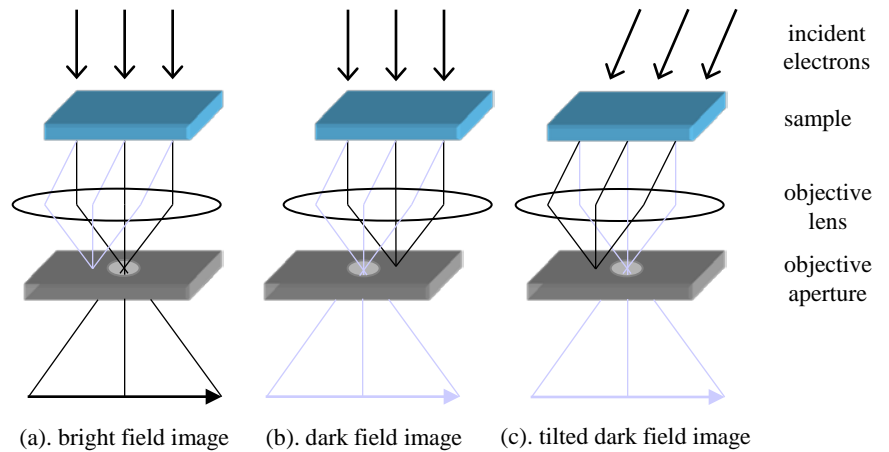 incident
electrons
sample
objective
lens
objective
aperture
(a). bright field image
(b). dark field image
(c). tilted dark field image